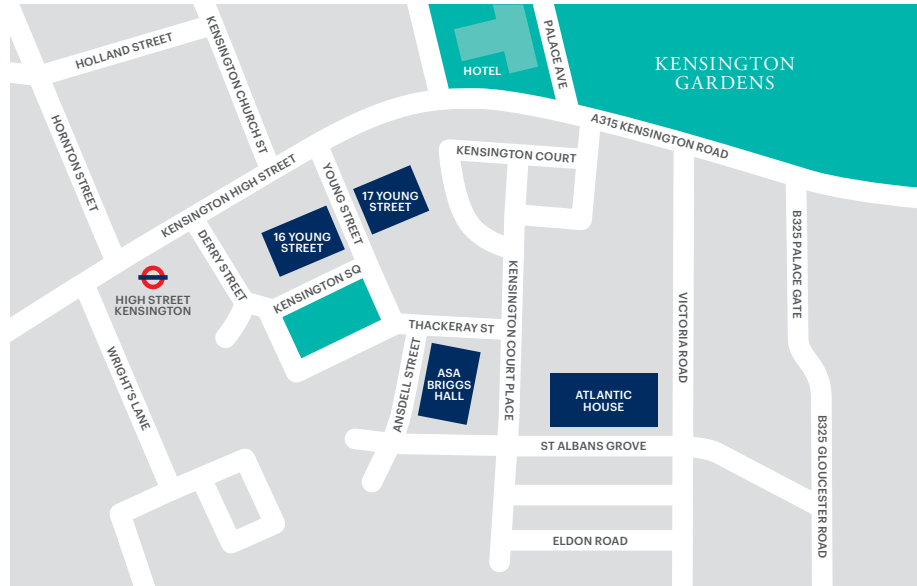 HOLLAND STREET
KENSINGTON CHURCH ST
HOTEL
PALACE AVE
KENSINGTON
GARDENS
HORNTON STREET
KENSINGTON HIGH STREET
A315 KENSINGTON ROAD
KENSINGTON COURT
YOUNG STREET
17 YOUNG
STREET
16 YOUNG
STREET
DERRY STREET
KENSINGTON SQ
HIGH STREET
KENSINGTON
B325 PALACE GATE
KENSINGTON COURT PLACE
VICTORIA ROAD
THACKERAY ST
WRIGHT'S LANE
ANSDELL STREET
ASA
BRIGGS
HALL
ATLANTIC
HOUSE
ST ALBANS GROVE
B325 GLOUCESTER ROAD
ELDON ROAD